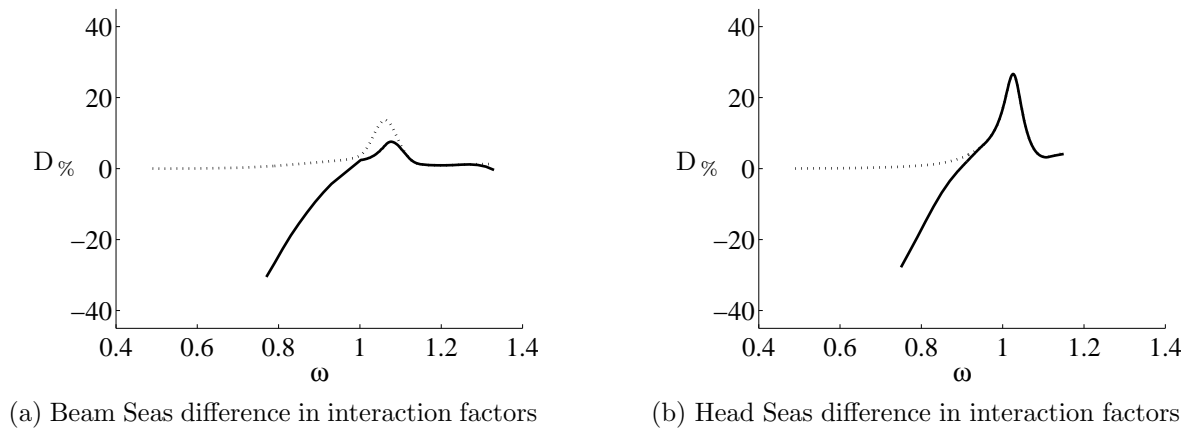 40
20
D %
0
−20
−40
0.4 0.6 0.8 1 1.2 1.4
ω
(a) Beam Seas difference in interaction factors
40
20
D %
0
−20
−40
0.4 0.6 0.8 1 1.2 1.4
ω
(b) Head Seas difference in interaction factors